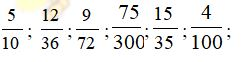 5/10 ; 12/36 ; 9/72 ; 75/300 ; 15/35 ; 4/100 ;